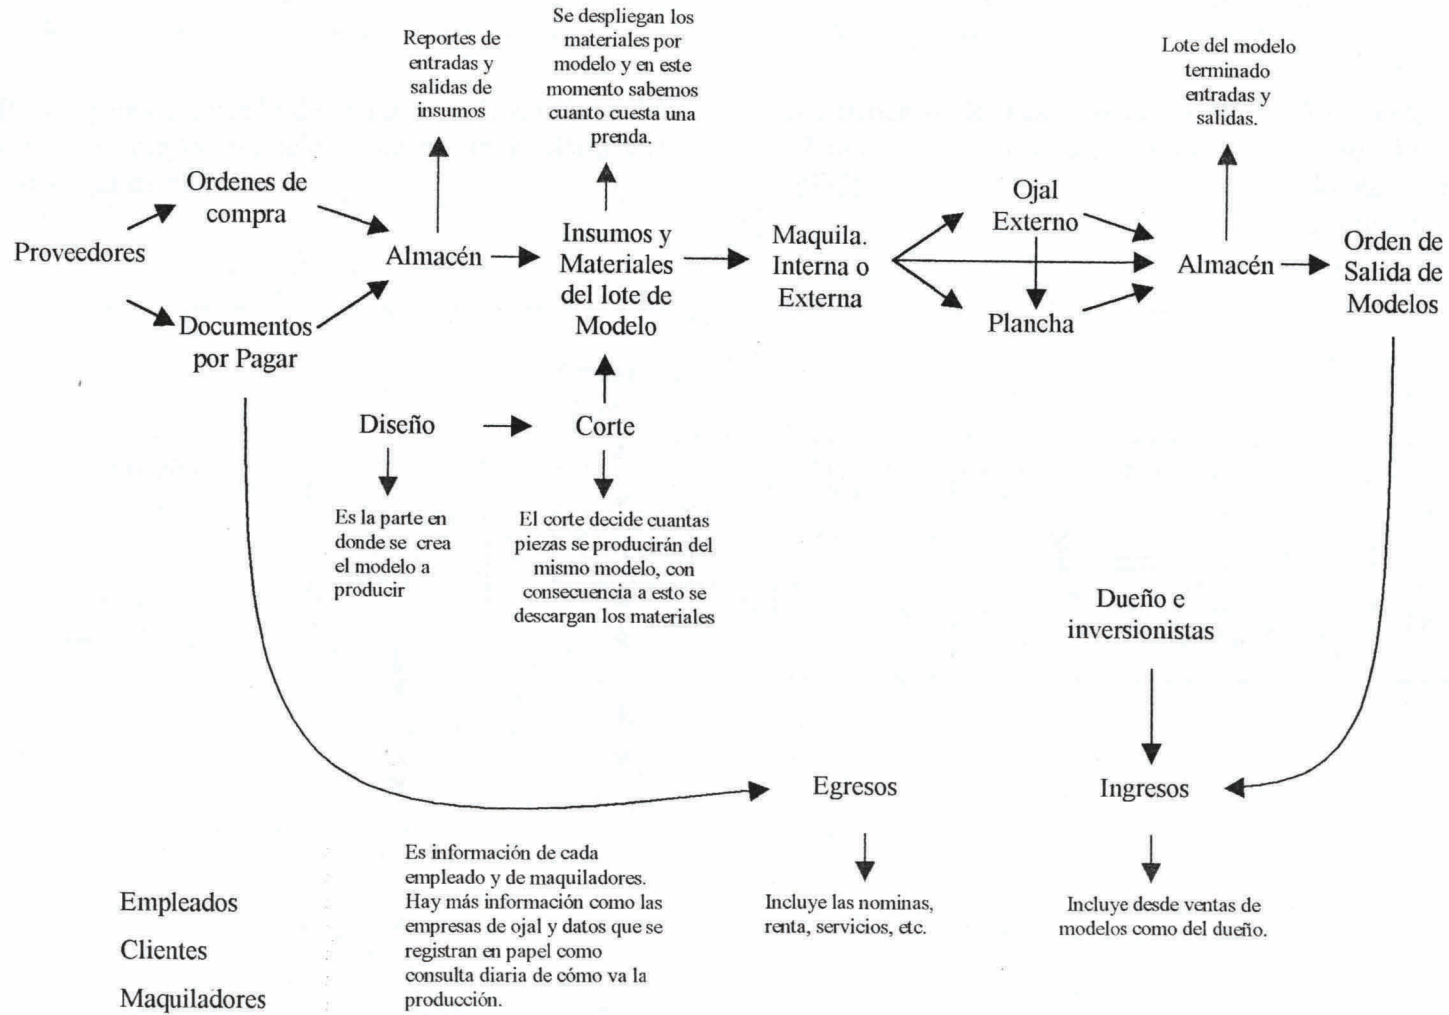 Reportes de
entradas y
salidas de
insumos
Se despliegan los
materiales por
modelo y en este
momento sabemos
cuanto cuesta una
prenda.
Lote del modelo
terminado
entradas y
salidas.
Proveedores
Ordenes de
compra
Documentos
por Pagar
Almacén
Insumos y
Materiales
del lote de
Modelo
Maquila.
Interna o
Externa
Ojal
Externo
Plancha
Almacén
Orden de
Salida de
Modelos
Diseño
Corte
Es la parte en
donde se crea
el modelo a
producir
El corte decide cuantas
piezas se producirán del
mismo modelo, con
consecuencia a esto se
descargan los materiales
Dueño e
inversionistas
Egresos
Ingresos
Incluye las nominas,
renta, servicios, etc.
Incluye desde ventas de
modelos como del dueño.
Empleados
Clientes
Maquiladores
Es información de cada
empleado y de maquiladores.
Hay más información como las
empresas de ojal y datos que se
registran en papel como
consulta diaria de cómo va la
producción.